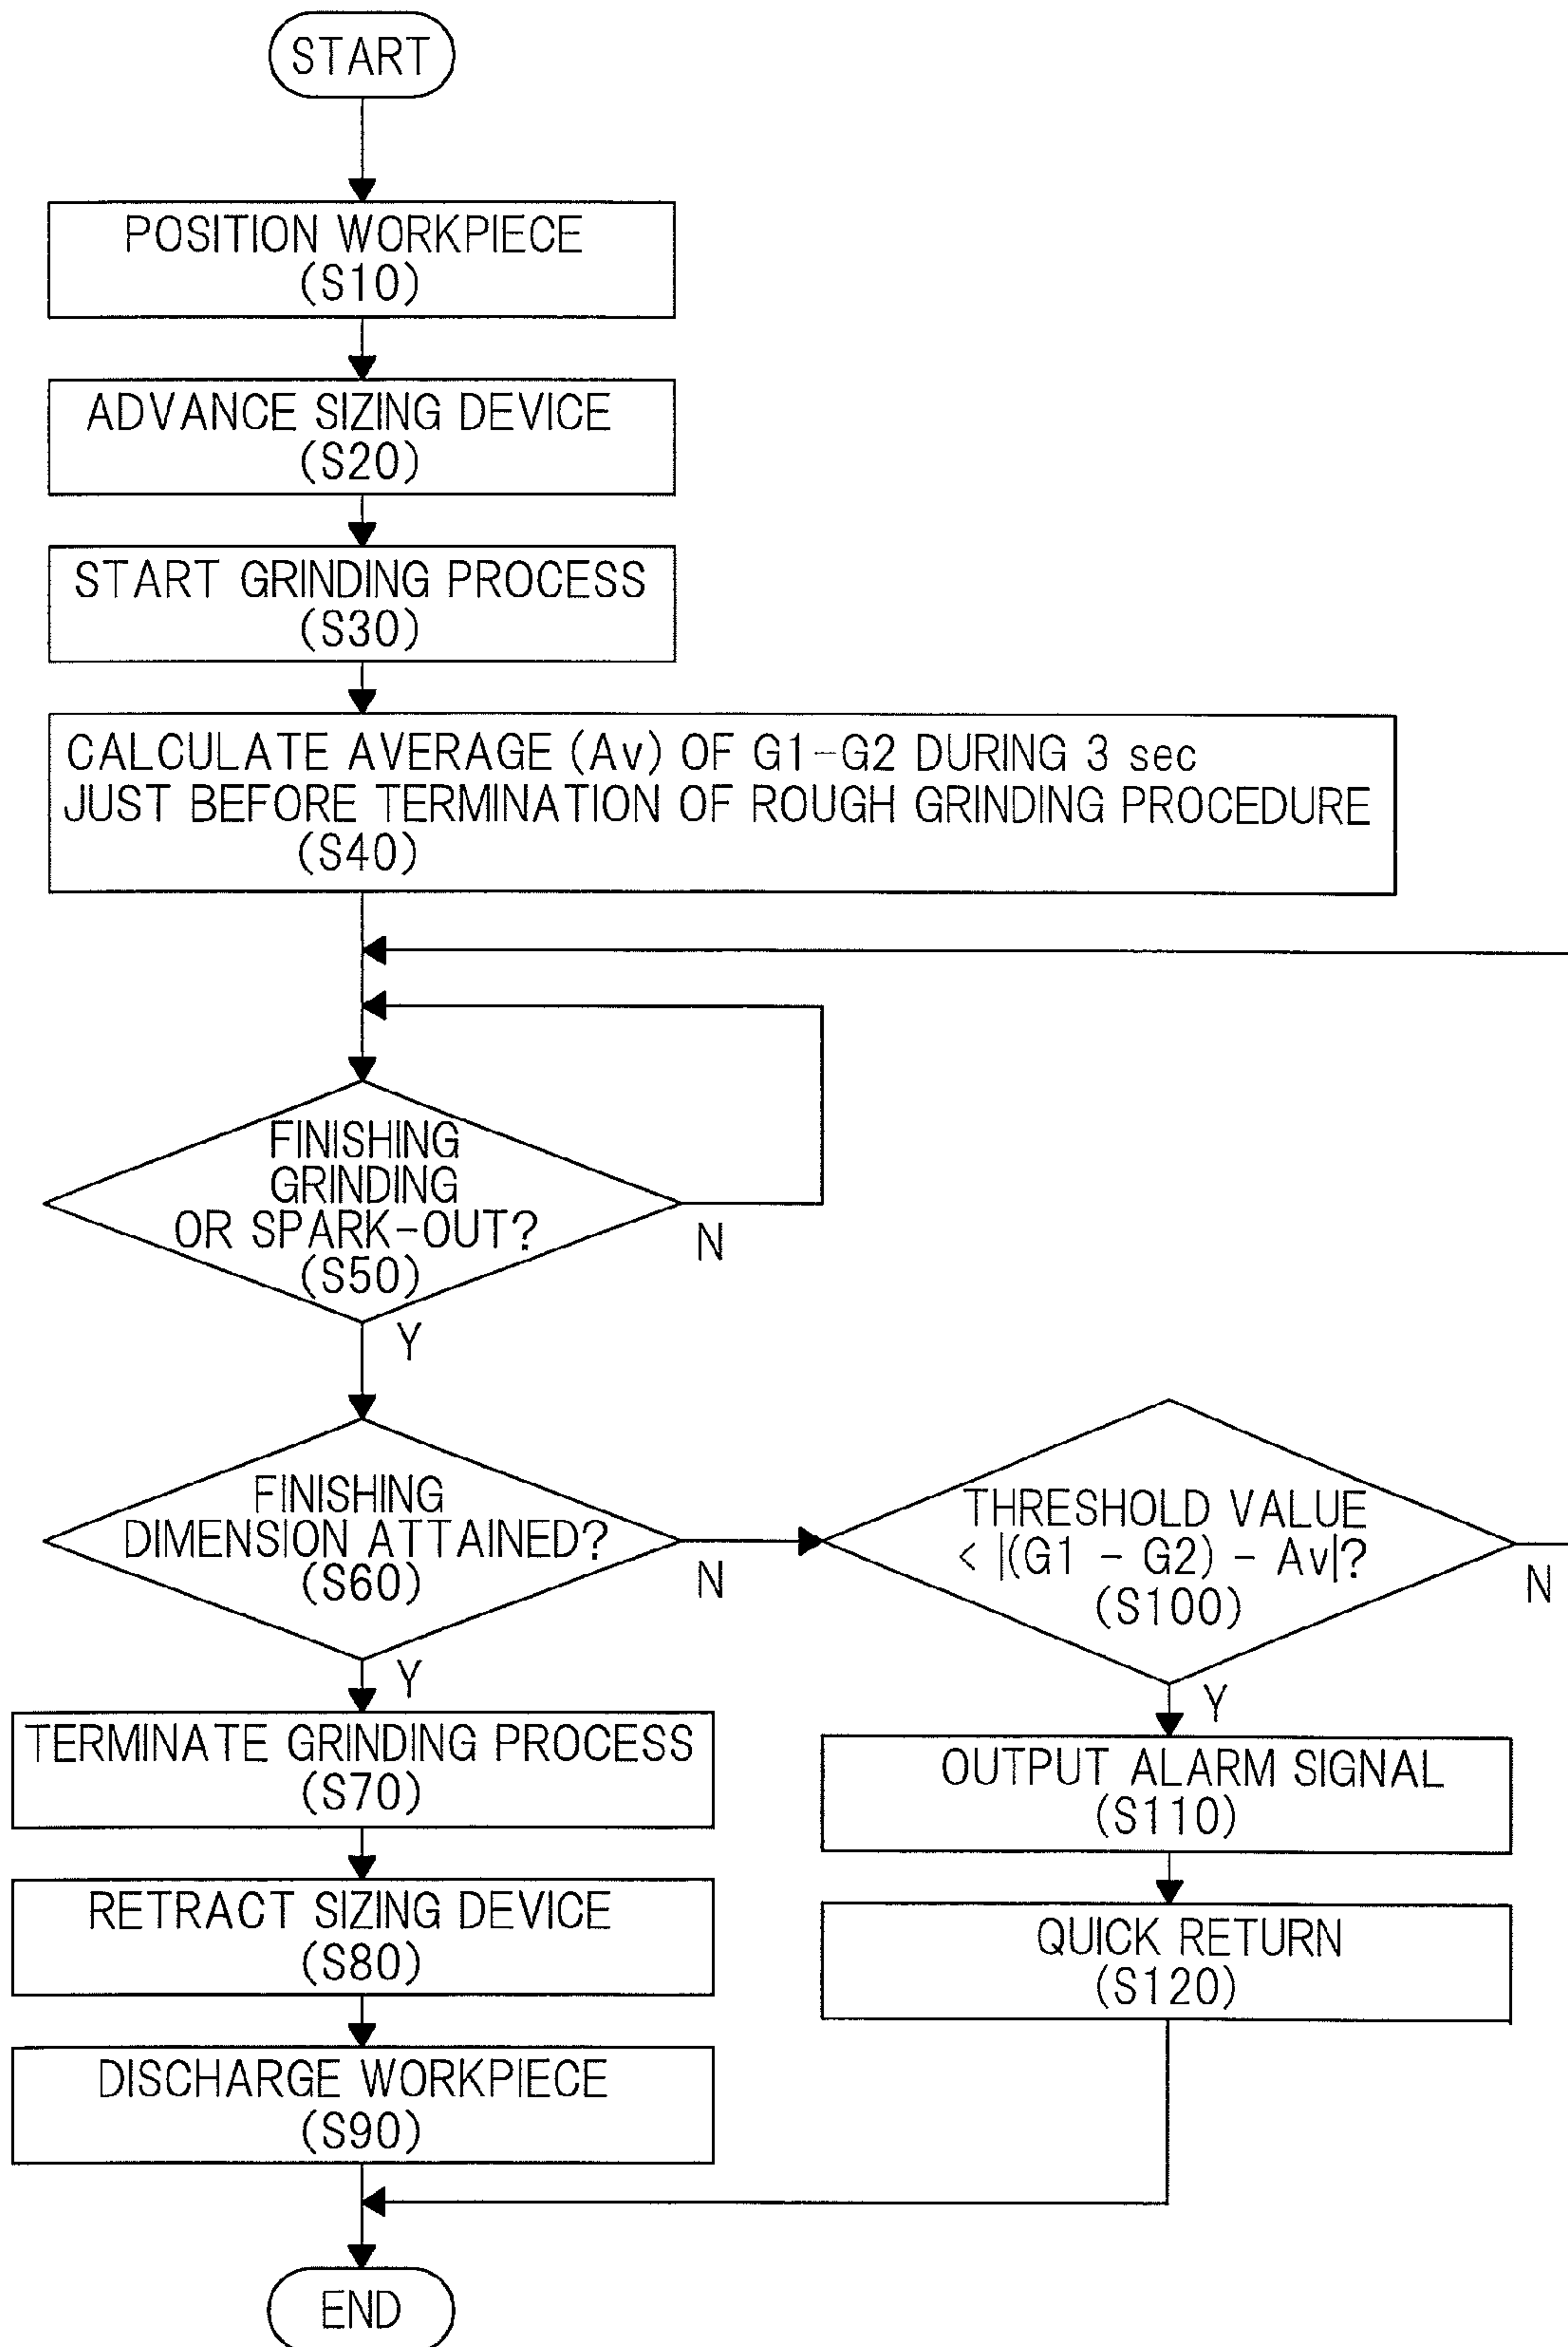 START
POSITION WORKPIECE
(S10)
ADVANCE SIZING DEVICE
(S20)
START GRINDING PROCESS
(S30)
CALCULATE AVERAGE (Av) OF G1-G2 DURING 3 sec
JUST BEFORE TERMINATION OF ROUGH GRINDING PROCEDURE
(S40)
FINISHING
GRINDING
OR SPARK-OUT?
(S50)
N
Y
FINISHING
DIMENSION ATTAINED?
(S60)
N
Y
THRESHOLD VALUE
< |(G1 - G2) - Av|?
(S100)
N
Y
TERMINATE GRINDING PROCESS
(S70)
OUTPUT ALARM SIGNAL
(S110)
RETRACT SIZING DEVICE
(S80)
QUICK RETURN
(S120)
DISCHARGE WORKPIECE
(S90)
END